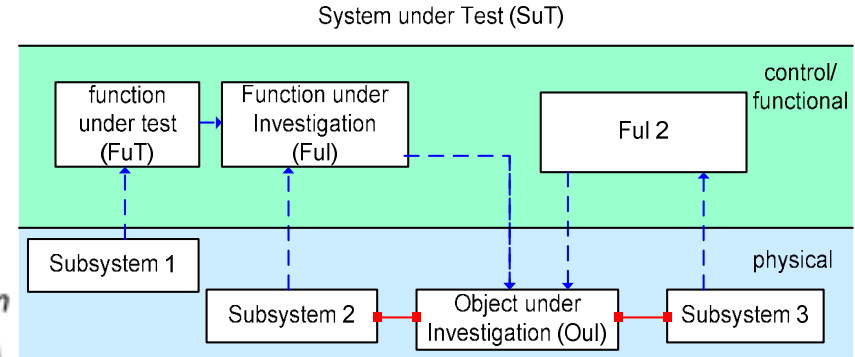 System under Test (SuT)
control/
functional
function
under test
(FuT)
Function under
Investigation
(FuI)
FuI 2
physical
Subsystem 1
Subsystem 2
Object under
Investigation (OuI)
Subsystem 3